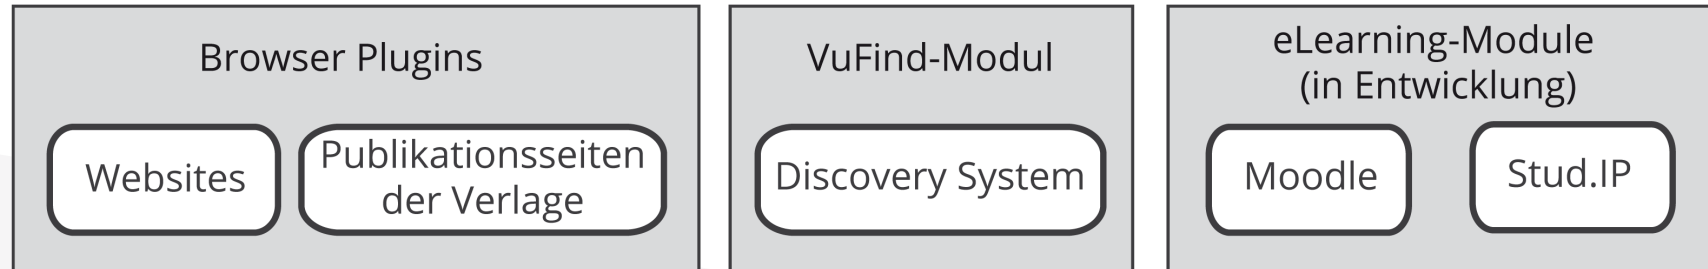 Browser Plugins
Websites
Publikationsseiten
der Verlage
VuFind-Modul
Discovery System
eLearning-Module
(in Entwicklung)
Moodle
Stud.IP